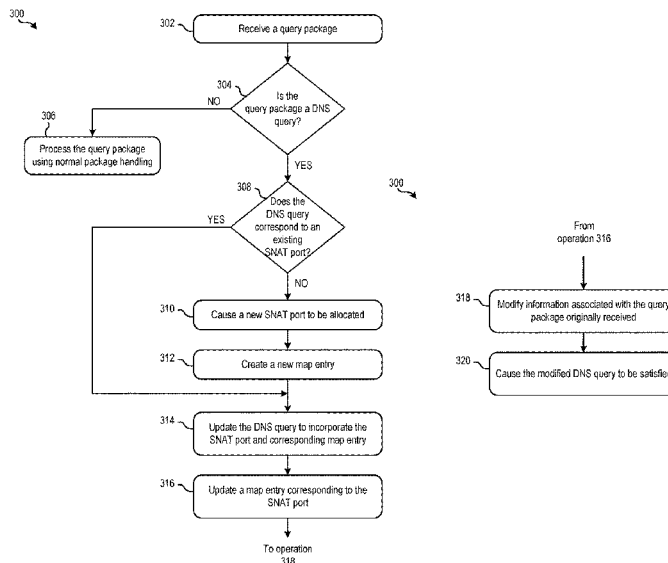 300
302
Receive a query package
304
Is the
query package a DNS
query?
NO
306
Process the query package
using normal package handling
YES
308
Does the
DNS query
correspond to an
existing
SNAT port?
YES
NO
310
Cause a new SNAT port to be allocated
312
Create a new map entry
314
Update the DNS query to incorporate the
SNAT port and corresponding map entry
316
Update a map entry corresponding to the
SNAT port
To operation
318
300
From
operation 316
318
Modify information associated with the query
package originally received
320
Cause the modified DNS query to be satisfied